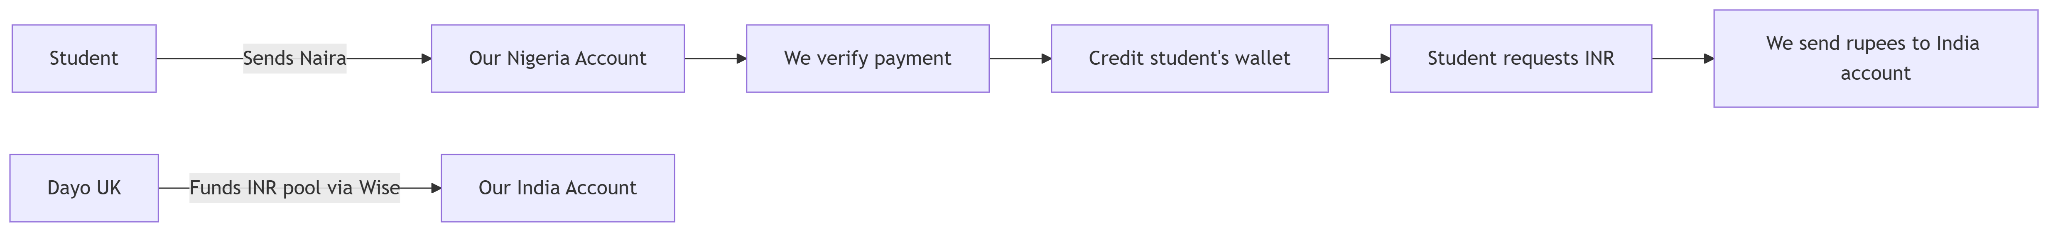 Student
Sends Naira
Our Nigeria Account
We verify payment
Credit student's wallet
Student requests INR
We send rupees to India
account
Dayo UK
Funds INR pool via Wise
Our India Account